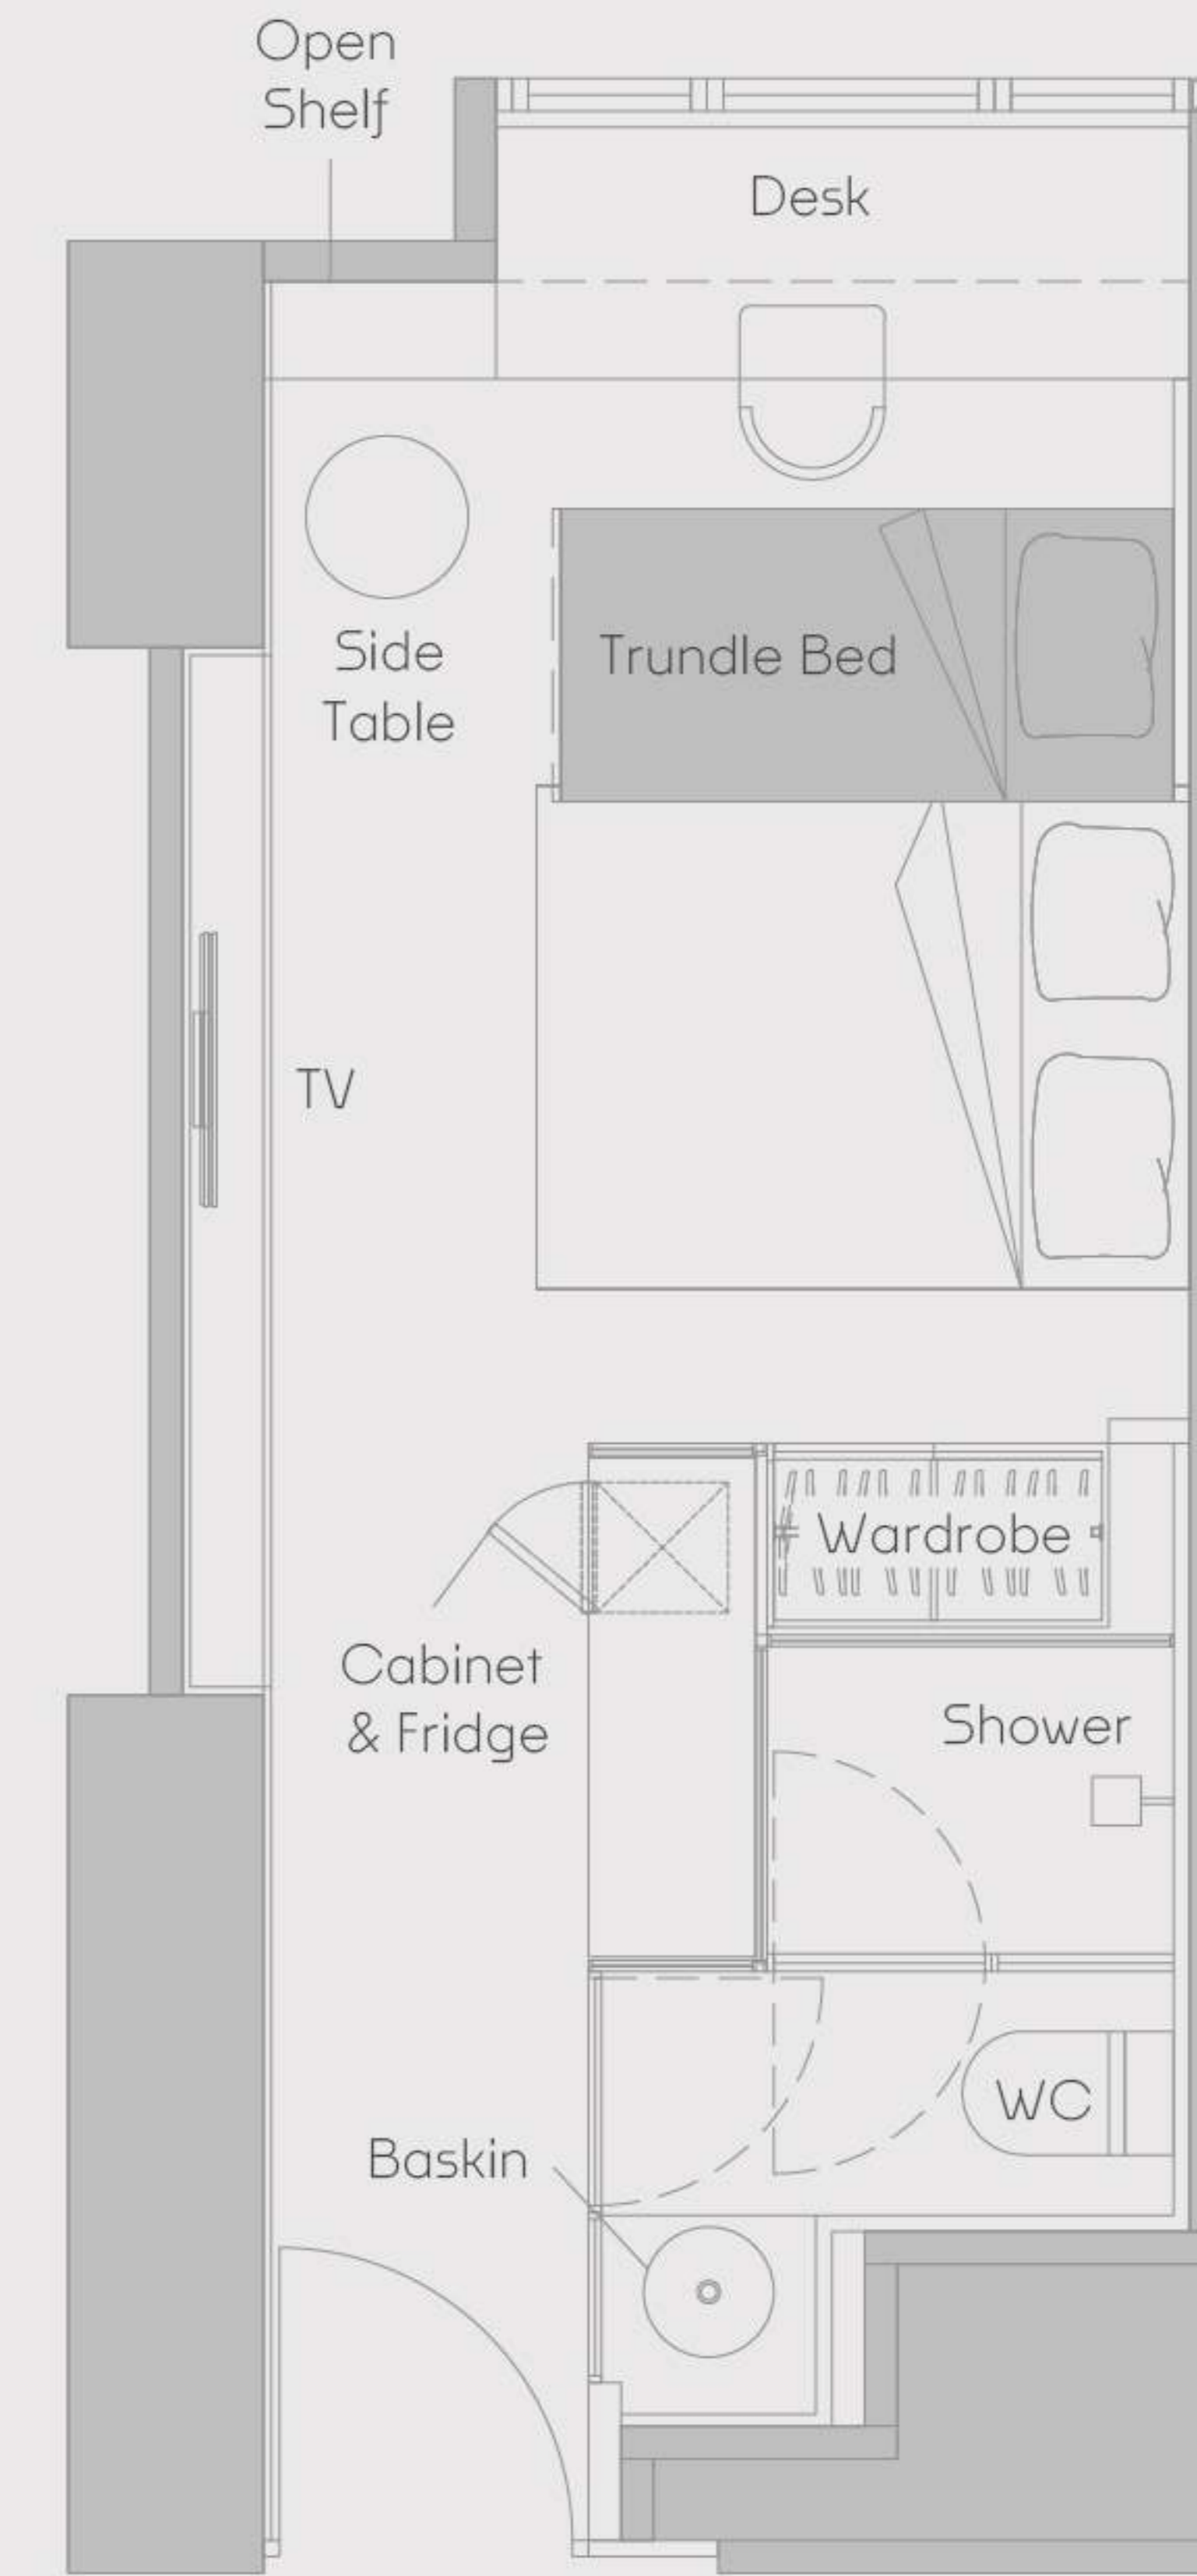 Open
Shelf
Desk
Side
Table
Trundle Bed
TV
Wardrobe
Cabinet
& Fridge
Shower
WC
Baskin